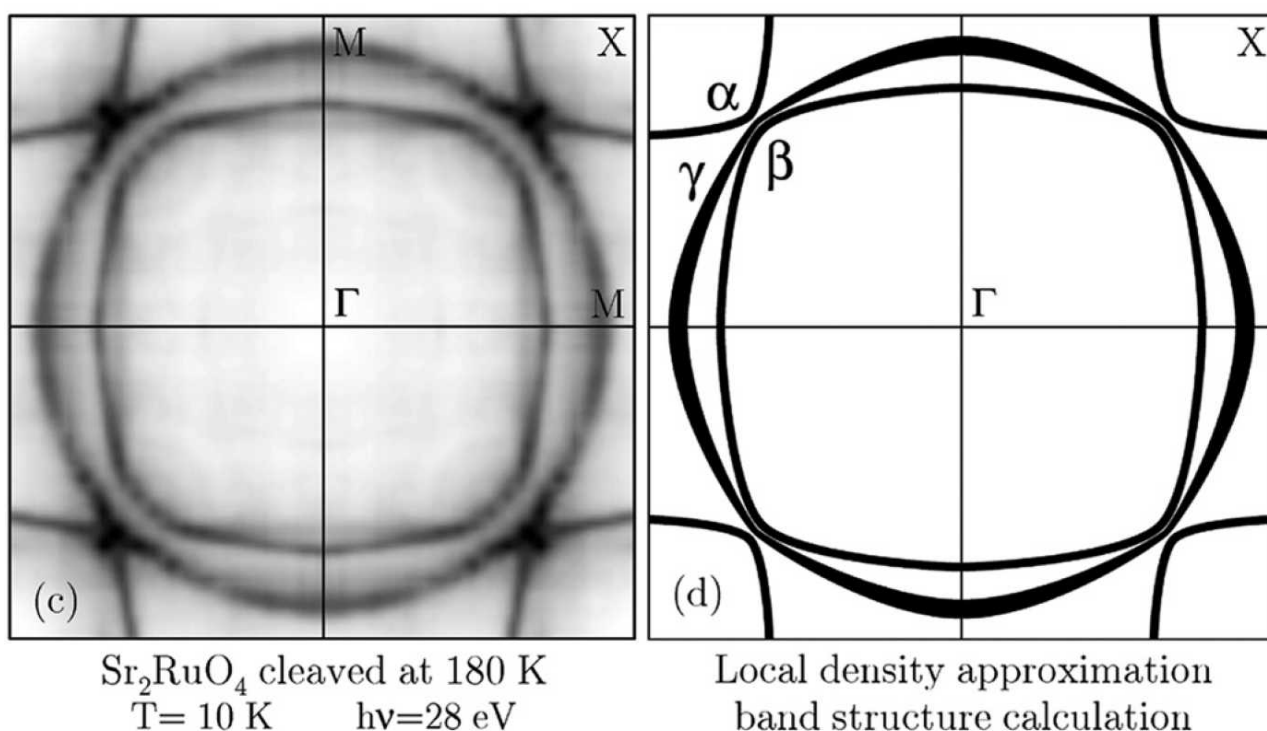 M
X
Γ
M
(c)
Sr₂RuO₄ cleaved at 180 K
T= 10 K hν=28 eV
X
α
γ
β
Γ
(d)
Local density approximation
band structure calculation